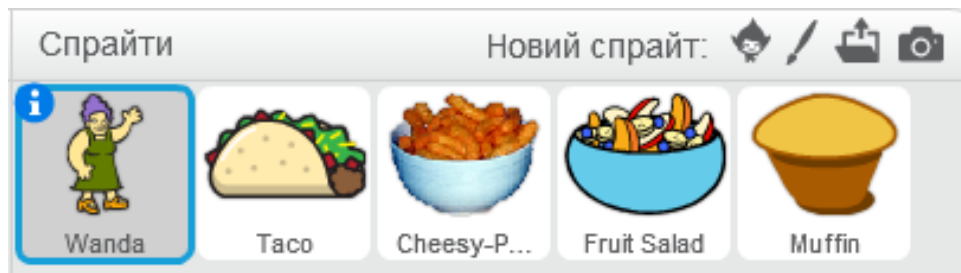 Спрайти Новий спрайт:
Wanda Taco Cheesy-P... Fruit Salad Muffin